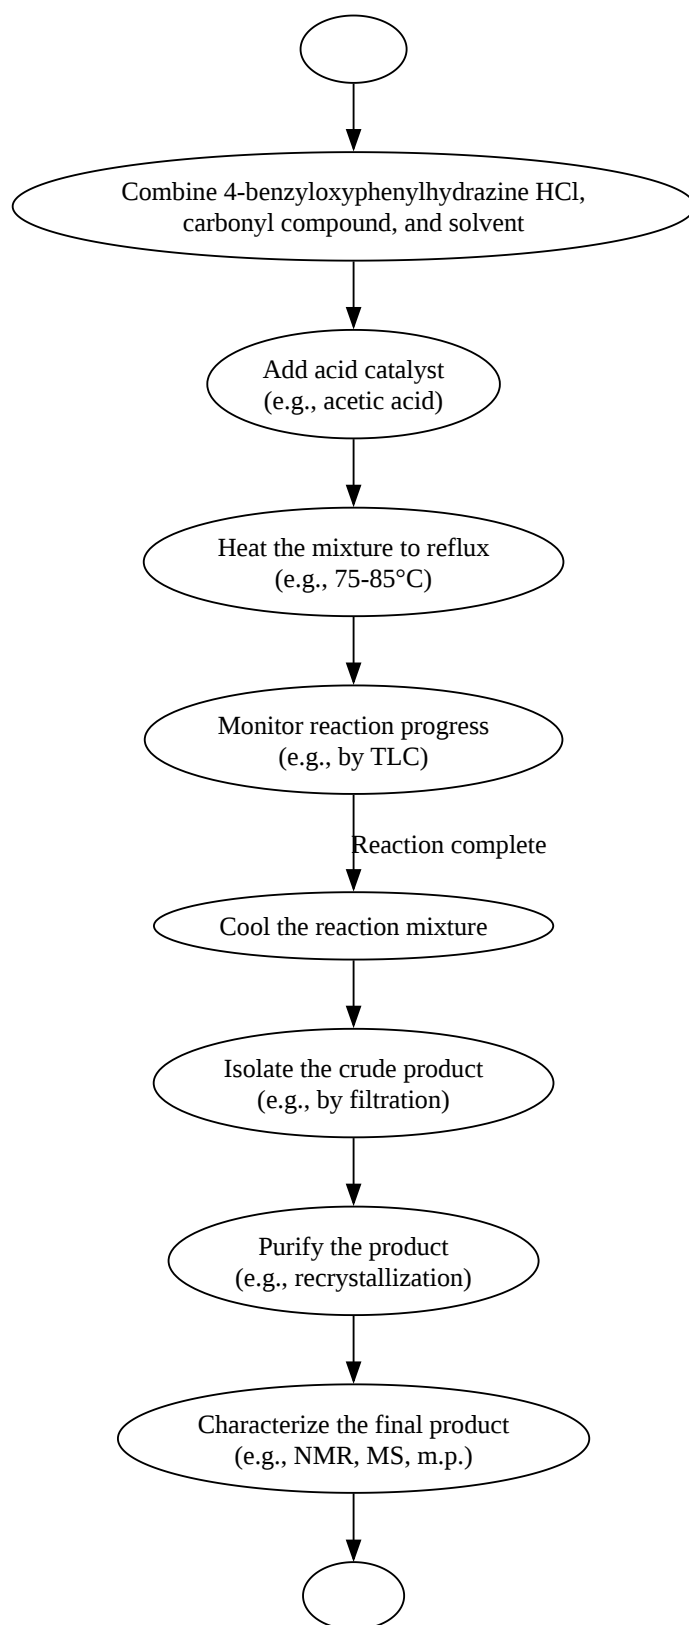 Combine 4-benzyloxyphenylhydrazine HCl,
carbonyl compound, and solvent
Add acid catalyst
(e.g., acetic acid)
Heat the mixture to reflux
(e.g., 75-85°C)
Monitor reaction progress
(e.g., by TLC)
Reaction complete
Cool the reaction mixture
Isolate the crude product
(e.g., by filtration)
Purify the product
(e.g., recrystallization)
Characterize the final product
(e.g., NMR, MS, m.p.)